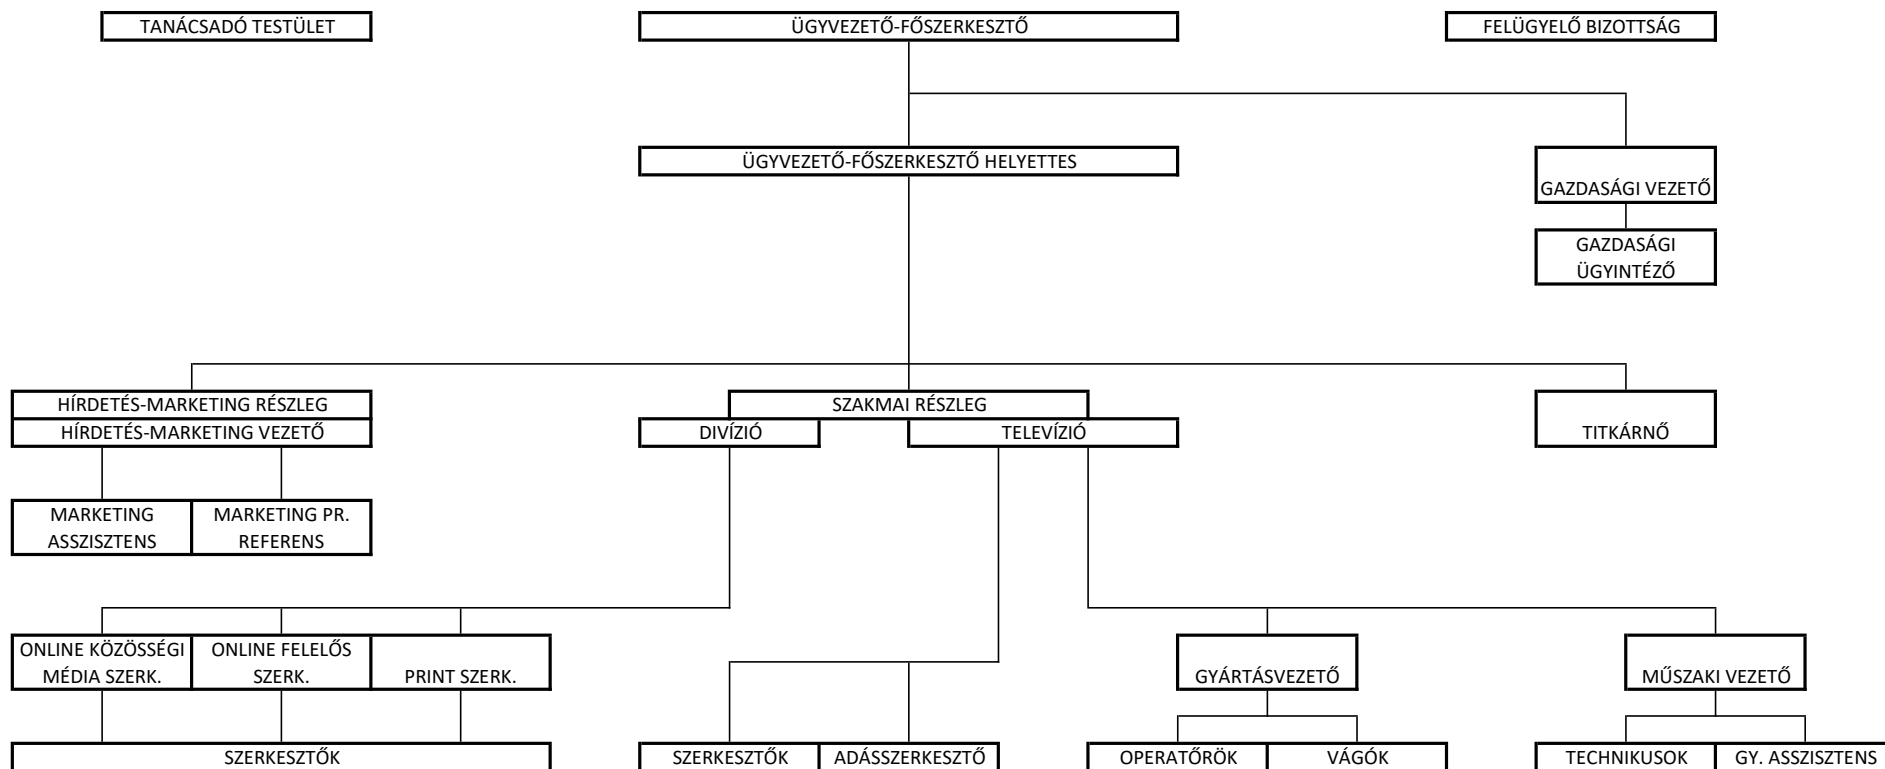 TANÁCSADÓ TESTÜLET
ÜGYVEZETŐ-FŐSZERKESZTŐ
FELÜGYELŐ BIZOTTSÁG
ÜGYVEZETŐ-FŐSZERKESZTŐ HELYETTES
GAZDASÁGI VEZETŐ
GAZDASÁGI
ÜGYINTÉZŐ
HÍRDETÉS-MARKETING RÉSZLEG
HÍRDETÉS-MARKETING VEZETŐ
SZAKMAI RÉSZLEG
DIVÍZIÓ
TELEVÍZIÓ
TITKÁRNŐ
MARKETING
ASSZISZTENS
MARKETING PR.
REFERENS
ONLINE KÖZÖSSÉGI
MÉDIA SZERK.
ONLINE FELELŐS
SZERK.
PRINT SZERK.
GYÁRTÁSVEZETŐ
MŰSZAKI VEZETŐ
SZERKESZTŐK
SZERKESZTŐK
ADÁSSZERKESZTŐ
OPERATŐRÖK
VÁGÓK
TECHNIKUSOK
GY. ASSZISTENS